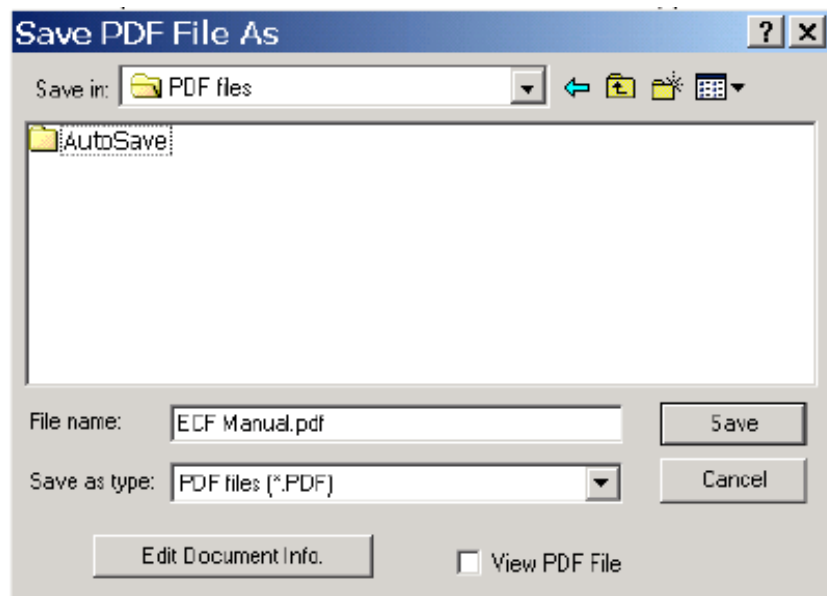 Save PDF File As
Save in: PDF files
AutoSave
File name: ECF Manual.pdf Save
Save as type: PDF files (*.PDF) Cancel
Edit Document Info. View PDF File